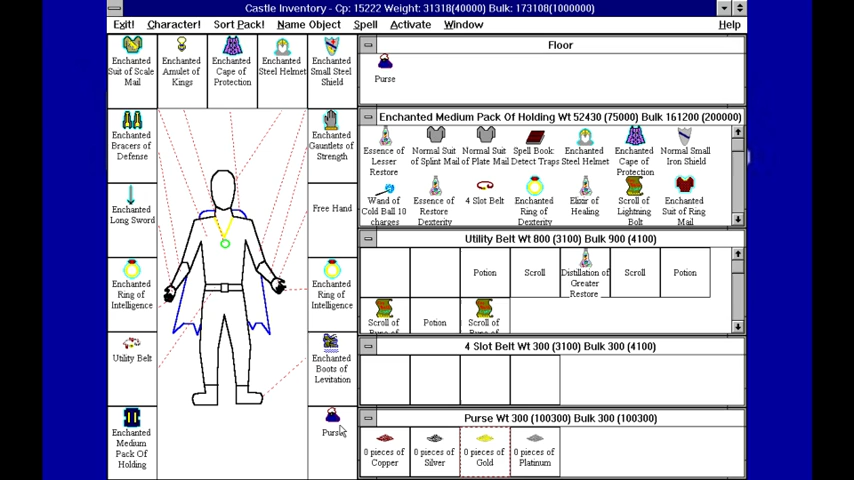 Castle Inventory - Cp: 15222 Weight: 31318(40000) Bulk: 173108(1000000)
Exit! Character! Sort Pack! Name Object Spell Activate Window Help
Enchanted
Suit of Scale
Mail
Enchanted
Amulet of
Kings
Enchanted
Cape of
Protection
Enchanted
Steel Helmet
Enchanted
Small Steel
Shield
Enchanted
Bracers of
Defense
Enchanted
Gauntlets of
Strength
Enchanted
Long Sword
Free Hand
Enchanted
Ring of
Intelligence
Enchanted
Ring of
Intelligence
Utility Belt
Enchanted
Boots of
Levitation
Enchanted
Medium
Pack Of
Holding
Purse
Floor
Purse
Enchanted Medium Pack Of Holding Wt 52430 (75000) Bulk 161200 (200000)
Essence of
Lesser
Restore
Normal Suit
of Splint Mail
Normal Suit
of Plate Mail
Spell Book:
Detect Traps
Enchanted
Steel Helmet
Enchanted
Cape of
Protection
Normal Small
Iron Shield
Wand of
Cold Ball 10
charges
Essence of
Restore
Dexterity
4 Slot Belt
Enchanted
Ring of
Dexterity
Elixir of
Healing
Scroll of
Lightning
Bolt
Enchanted
Suit of Ring
Mail
Utility Belt Wt 800 (3100) Bulk 900 (4100)
Potion
Scroll
Distillation of
Greater
Restore
Scroll
Potion
Scroll of
Potion
Scroll of
4 Slot Belt Wt 300 (3100) Bulk 300 (4100)
Purse Wt 300 (100300) Bulk 300 (100300)
0 pieces of
Copper
0 pieces of
Silver
0 pieces of
Gold
0 pieces of
Platinum